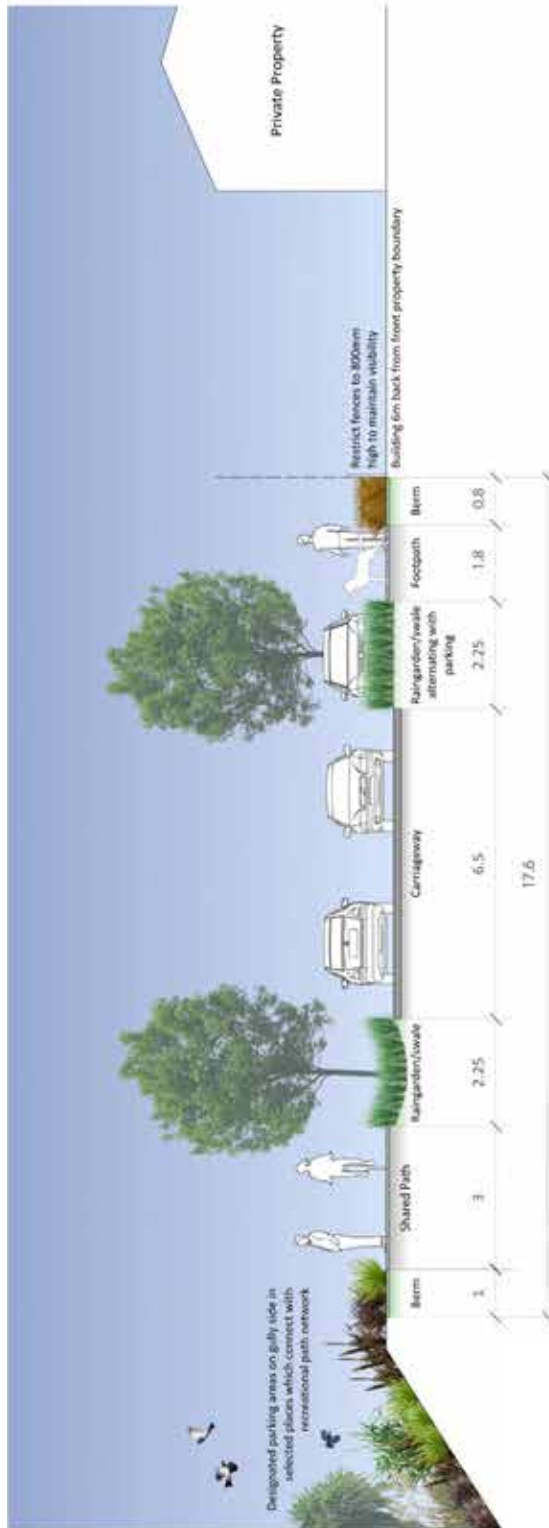 Designated parking areas on gully side in
selected places which connect with
recreational path network
Restrict fences to 800mm
high to maintain visibility
Building 6m back from front property boundary
Private Property
Berm
Shared Path
Raingarden/swale
Carriageway
Raingarden/swale
alternating with
parking
Footpath
Berm
1
3
2.25
6.5
2.25
1.8
0.8
17.6